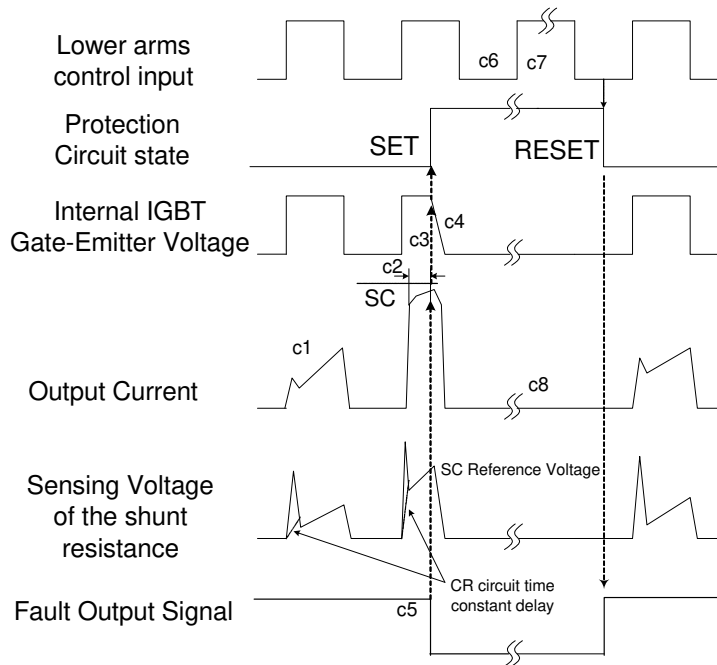 Lower arms
control input
c6
c7
Protection
Circuit state
SET
RESET
Internal IGBT
Gate-Emitter Voltage
c4
c3
c2
SC
c1
Output Current
c8
Sensing Voltage
of the shunt
resistance
SC Reference Voltage
CR circuit time
constant delay
Fault Output Signal
c5